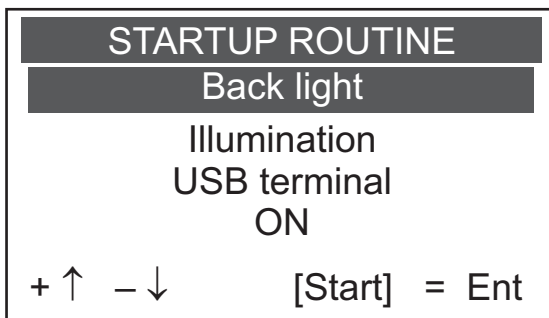 STARTUP ROUTINE
Back light
Illumination
USB terminal
ON
+↑ –↓ [Start] = Ent